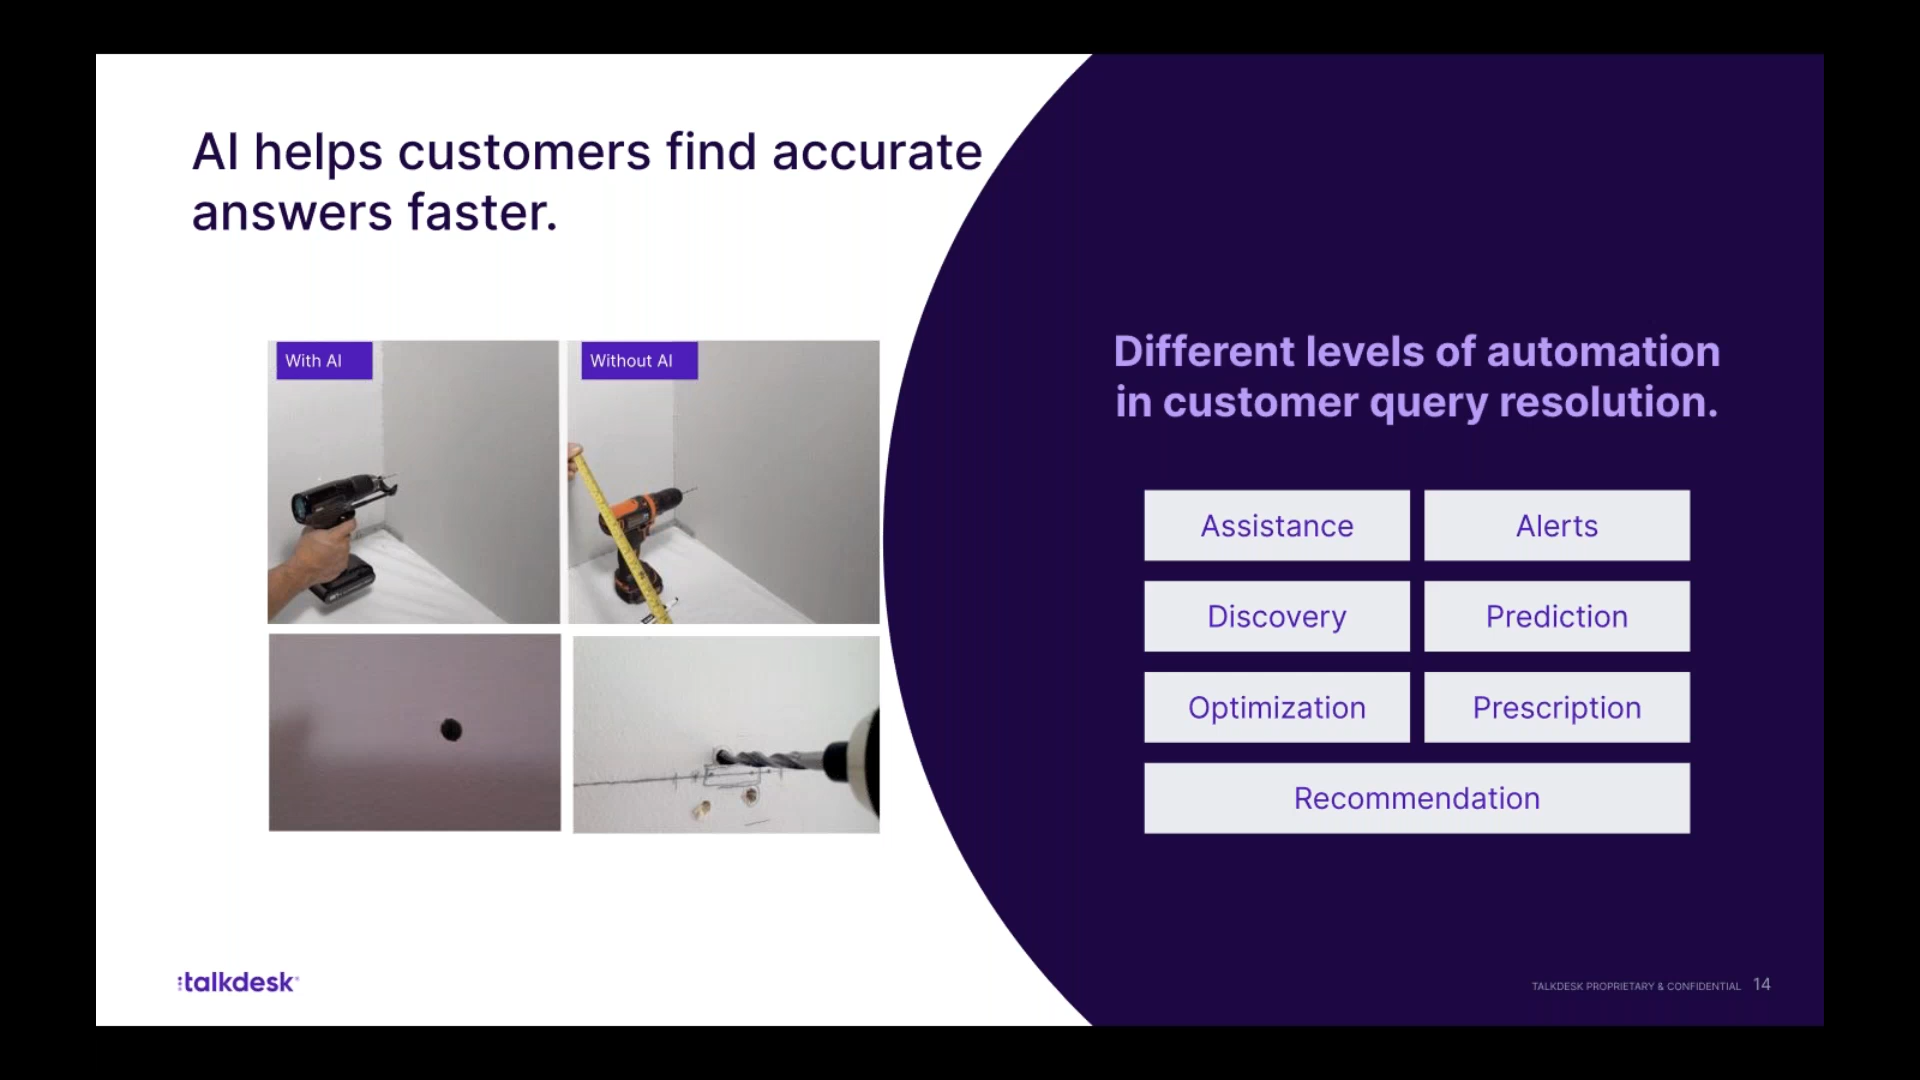 AI helps customers find accurate
answers faster.
With AI
Without AI
Different levels of automation
in customer query resolution.
Assistance
Alerts
Discovery
Prediction
Optimization
Prescription
Recommendation
:talkdesk
TALKDESK PROPRIETARY & CONFIDENTIAL 14